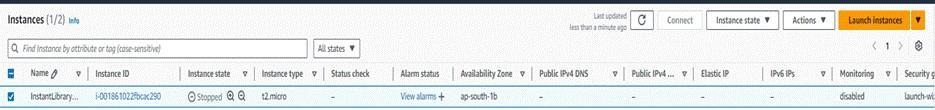 Instances (1/2) Info
Last updated
less than a minute ago
Connect
Instance state ▼
Actions ▼
Launch instances ▼
Find Instance by attribute or tag (case-sensitive)
All states ▼
1
Name Instance ID Instance state Instance type Status check Alarm status Availability Zone Public IPv4 DNS Public IPv4 ... Elastic IP IPv6 IPs Monitoring Security g
InstantLibrary... i-001861022fbcac290 Stopped t2.micro – View alarms + ap-south-1b – – – – disabled launch-wi